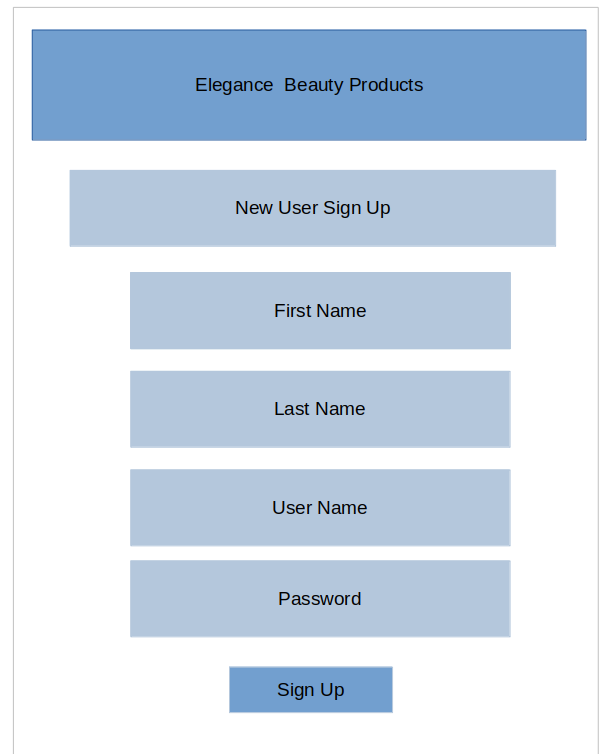 Elegance  Beauty Products
New User Sign Up
First Name
Last Name
User Name
Password
Sign Up